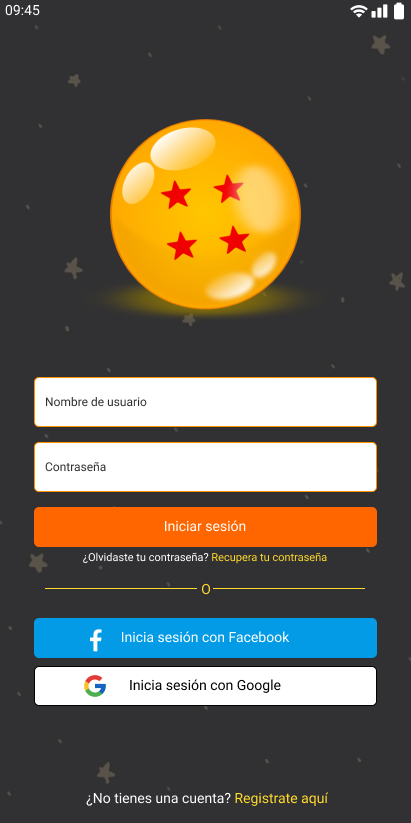 09:45
Nombre de usuario
Contraseña
Iniciar sesión
¿Olvidaste tu contraseña? Recupera tu contraseña
O
Inicia sesión con Facebook
Inicia sesión con Google
¿No tienes una cuenta? Registrate aquí